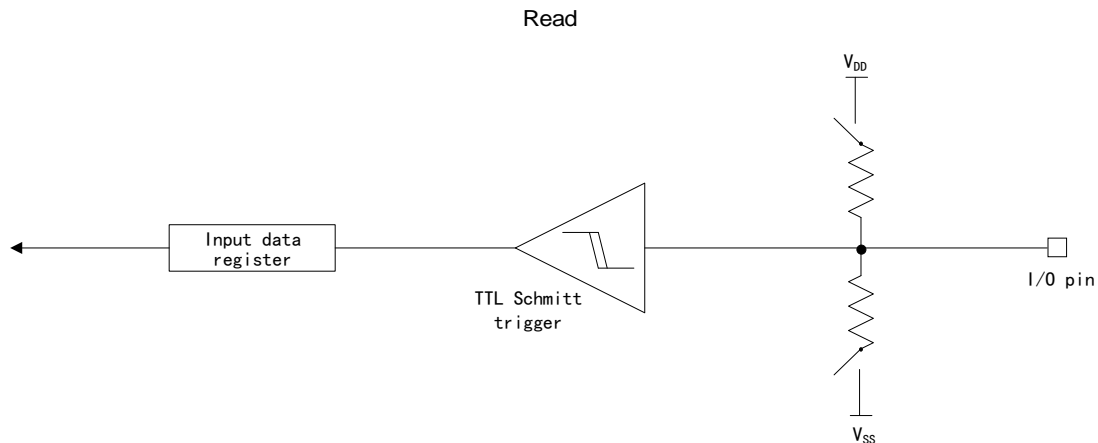 Read
VDD
Input data
register
TTL Schmitt
trigger
I/O pin
VSS